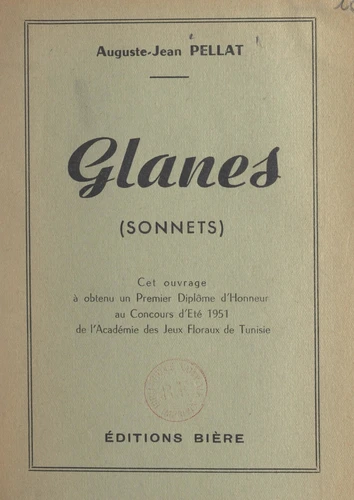 Auguste-Jean PELLAT
Glanes
(SONNETS)
Cet ouvrage
à obtenu un Premier Diplôme d'Honneur
au Concours d'Eté 1951
de l'Académie des Jeux Floraux de Tunisie
ÉDITIONS BIÈRE